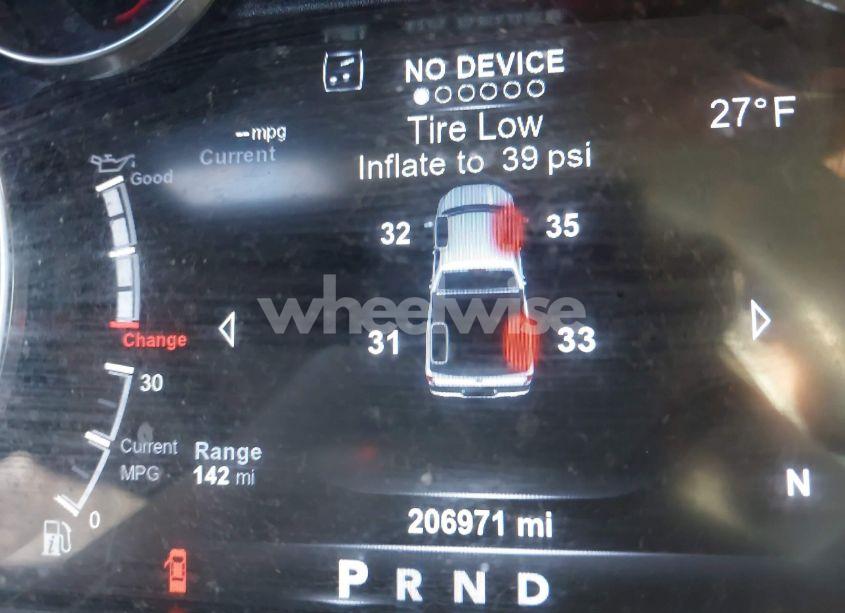 NO DEVICE
27°F
--mpg
Current
Tire Low
Inflate to 39 psi
Good
32
35
wheelwise
31
33
Change
30
Current
MPG
Range
142 mi
0
N
206971 mi
P R N D